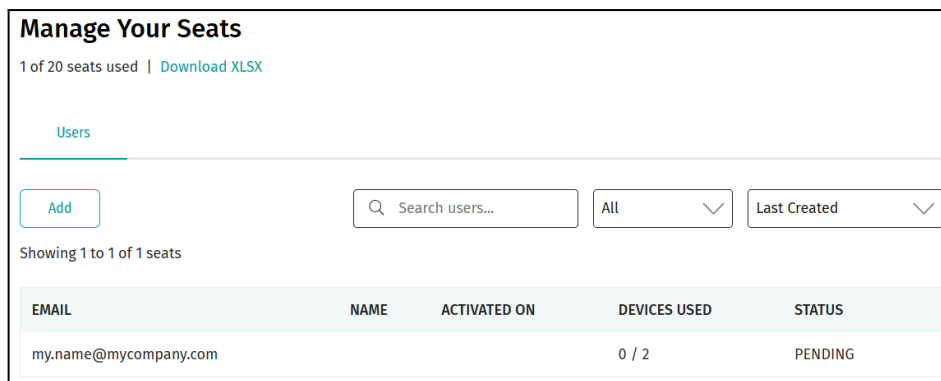 Manage Your Seats
1 of 20 seats used | Download XLSX
Users
Add Search users... All Last Created
Showing 1 to 1 of 1 seats
EMAIL NAME ACTIVATED ON DEVICES USED STATUS
my.name@mycompany.com 0 / 2 PENDING